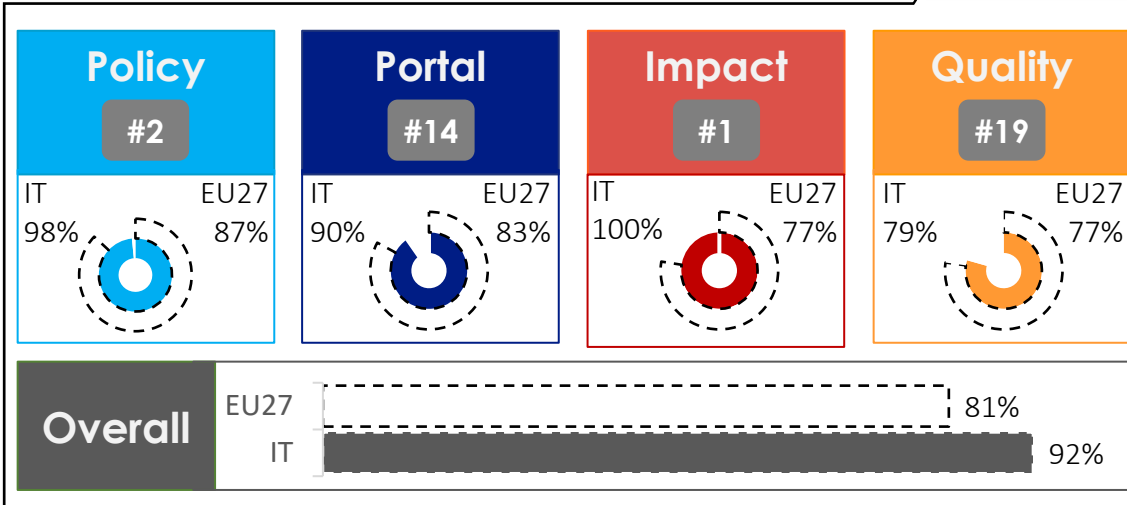 Policy
#2
IT EU27
98% 87%
Portal
#14
IT EU27
90% 83%
Impact
#1
IT EU27
100% 77%
Quality
#19
IT EU27
79% 77%
Overall
EU27 81%
IT 92%